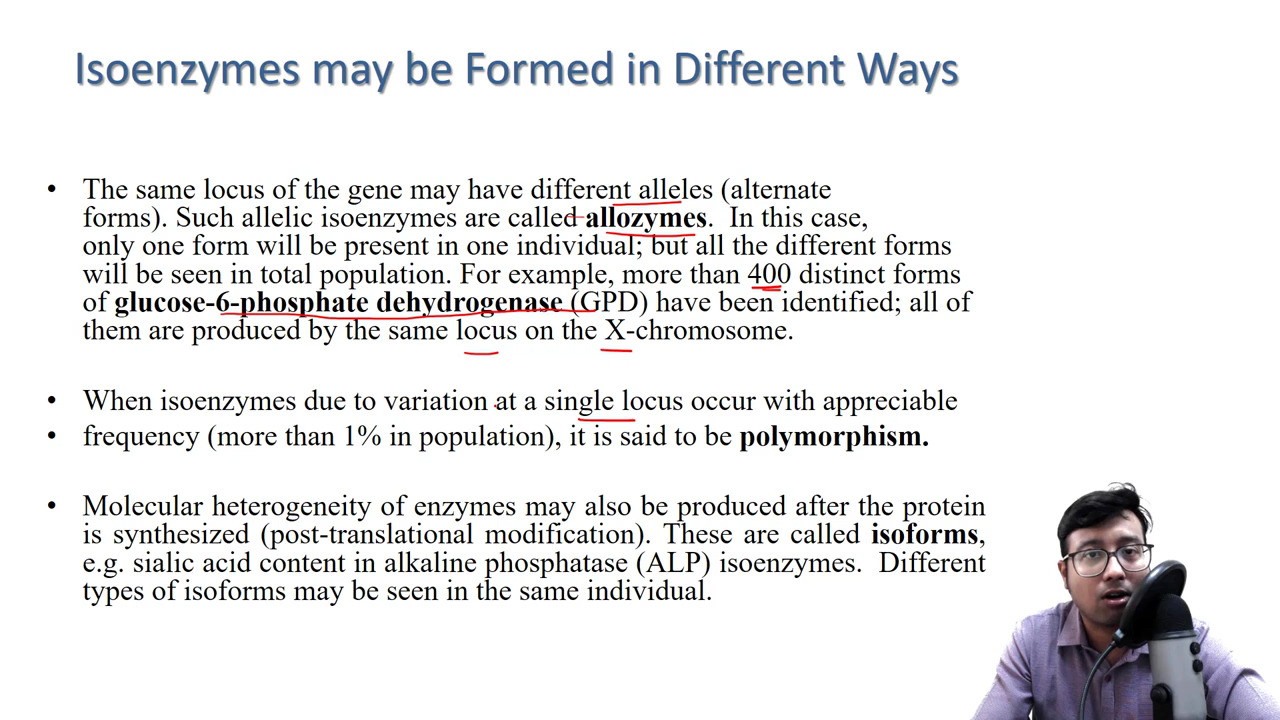 Isoenzymes may be Formed in Different Ways
• The same locus of the gene may have different alleles (alternate
forms). Such allelic isoenzymes are called allozymes. In this case,
only one form will be present in one individual; but all the different forms
will be seen in total population. For example, more than 400 distinct forms
of glucose-6-phosphate dehydrogenase (GPD) have been identified; all of
them are produced by the same locus on the X-chromosome.
• When isoenzymes due to variation at a single locus occur with appreciable
• frequency (more than 1% in population), it is said to be polymorphism.
• Molecular heterogeneity of enzymes may also be produced after the protein
is synthesized (post-translational modification). These are called isoforms,
e.g. sialic acid content in alkaline phosphatase (ALP) isoenzymes. Different
types of isoforms may be seen in the same individual.